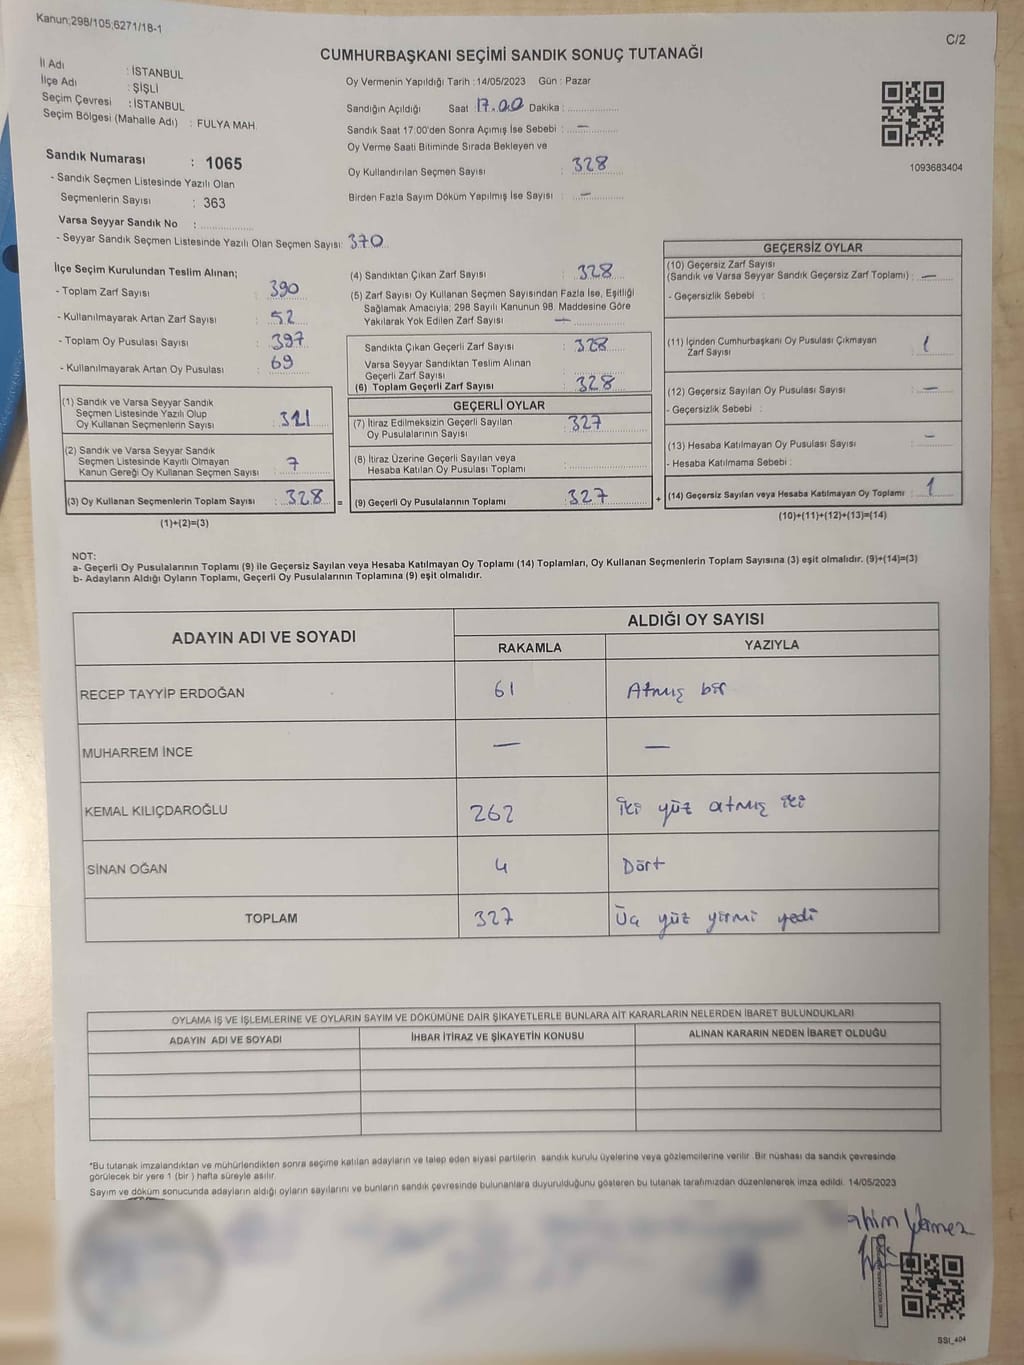 Kanun;298/105;6271/18-1
C/2
CUMHURBAŞKANI SEÇİMİ SANDIK SONUÇ TUTANAĞI
İl Adı : İSTANBUL
İlçe Adı : ŞİŞLİ
Seçim Çevresi : İSTANBUL
Seçim Bölgesi (Mahalle Adı) : FULYA MAH.
Sandık Numarası : 1065
- Sandık Seçmen Listesinde Yazılı Olan
Seçmenlerin Sayısı : 363
Varsa Seyyar Sandık No :
- Seyyar Sandık Seçmen Listesinde Yazılı Olan Seçmen Sayısı: 370
Oy Vermenin Yapıldığı Tarih : 14/05/2023 Gün : Pazar
Sandığın Açıldığı Saat 17.00 Dakika :
Sandık Saat 17:00'den Sonra Açımış İse Sebebi : —
Oy Verme Saati Bitiminde Sırada Bekleyen ve
Oy Kullandırılan Seçmen Sayısı : 328
Birden Fazla Sayım Döküm Yapılmış İse Sayısı : —
1093683404
İlçe Seçim Kurulundan Teslim Alınan;
- Toplam Zarf Sayısı : 390
- Kullanılmayarak Artan Zarf Sayısı : 52
- Toplam Oy Pusulası Sayısı : 397
- Kullanılmayarak Artan Oy Pusulası : 69
(1) Sandık ve Varsa Seyyar Sandık
Seçmen Listesinde Yazılı Olup
Oy Kullanan Seçmenlerin Sayısı : 321
(2) Sandık ve Varsa Seyyar Sandık
Seçmen Listesinde Kayıtlı Olmayan
Kanun Gereği Oy Kullanan Seçmen Sayısı : 7
(3) Oy Kullanan Seçmenlerin Toplam Sayısı : 328 =
(1)+(2)=(3)
(4) Sandıktan Çıkan Zarf Sayısı : 328
(5) Zarf Sayısı Oy Kullanan Seçmen Sayısından Fazla İse, Eşitliği
Sağlamak Amacıyla; 298 Sayılı Kanunun 98. Maddesine Göre
Yakılarak Yok Edilen Zarf Sayısı : —
Sandıkta Çıkan Geçerli Zarf Sayısı : 328
Varsa Seyyar Sandıktan Teslim Alınan
Geçerli Zarf Sayısı :
(6) Toplam Geçerli Zarf Sayısı : 328
GEÇERLİ OYLAR
(7) İtiraz Edilmeksizin Geçerli Sayılan
Oy Pusulalarının Sayısı : 327
(8) İtiraz Üzerine Geçerli Sayılan veya
Hesaba Katılan Oy Pusulası Toplamı :
(9) Geçerli Oy Pusulalarının Toplamı : 327 +
GEÇERSİZ OYLAR
(10) Geçersiz Zarf Sayısı
(Sandık ve Varsa Seyyar Sandık Geçersiz Zarf Toplamı) : —
- Geçersizlik Sebebi :
(11) İçinden Cumhurbaşkanı Oy Pusulası Çıkmayan
Zarf Sayısı : 1
(12) Geçersiz Sayılan Oy Pusulası Sayısı : —
- Geçersizlik Sebebi :
(13) Hesaba Katılmayan Oy Pusulası Sayısı : —
- Hesaba Katılmama Sebebi :
(14) Geçersiz Sayılan veya Hesaba Katılmayan Oy Toplamı : 1
(10)+(11)+(12)+(13)=(14)
NOT:
a- Geçerli Oy Pusulalarının Toplamı (9) ile Geçersiz Sayılan veya Hesaba Katılmayan Oy Toplamı (14) Toplamları, Oy Kullanan Seçmenlerin Toplam Sayısına (3) eşit olmalıdır. (9)+(14)=(3)
b- Adayların Aldığı Oyların Toplamı, Geçerli Oy Pusulalarının Toplamına (9) eşit olmalıdır.
ADAYIN ADI VE SOYADI
ALDIĞI OY SAYISI
RAKAMLA YAZIYLA
RECEP TAYYİP ERDOĞAN 61 Atmış bir
MUHARREM İNCE — —
KEMAL KILIÇDAROĞLU 262 İki yüz atmış iki
SİNAN OĞAN 4 Dört
TOPLAM 327 Üç yüz yirmi yedi
OYLAMA İŞ VE İŞLEMLERİNE VE OYLARIN SAYIM VE DÖKÜMÜNE DAİR ŞİKAYETLERLE BUNLARA AİT KARARLARIN NELERDEN İBARET BULUNDUKLARI
ADAYIN ADI VE SOYADI İHBAR İTİRAZ VE ŞİKAYETİN KONUSU ALINAN KARARIN NEDEN İBARET OLDUĞU
*Bu tutanak imzalandıktan ve mühürlendikten sonra seçime katılan adayların ve talep eden siyasi partilerin sandık kurulu üyelerine veya gözlemcilerine verilir. Bir nüshası da sandık çevresinde
görülecek bir yere 1 (bir) hafta süreyle asılır.
Sayım ve döküm sonucunda adayların aldığı oyların sayılarını ve bunların sandık çevresinde bulunanlara duyurulduğunu gösteren bu tutanak tarafımızdan düzenlenerek imza edildi. 14/05/2023
SSI_404